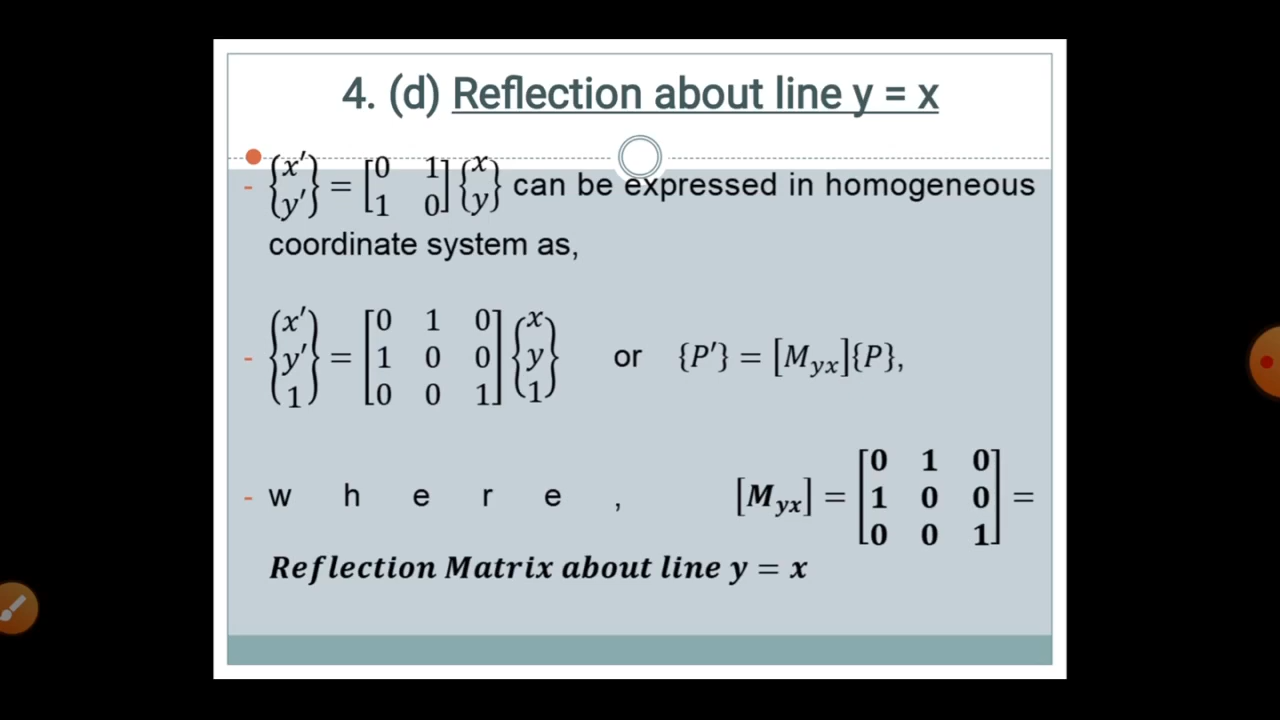 4. (d) Reflection about line y = x
- {x′ y′} = [0 1; 1 0] {x y} can be expressed in homogeneous
coordinate system as,
- {x′ y′ 1} = [0 1 0; 1 0 0; 0 0 1] {x y 1} or {P′} = [M_yx]{P},
- w h e r e , [M_yx] = [0 1 0; 1 0 0; 0 0 1] =
Reflection Matrix about line y = x